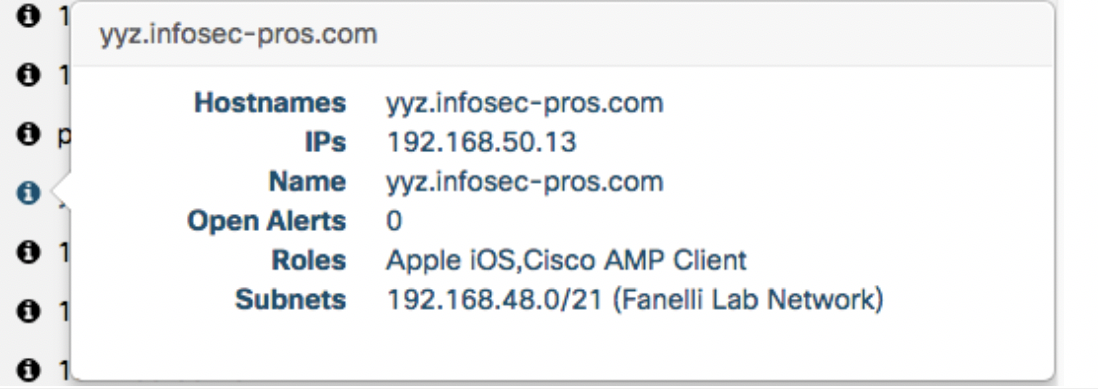 yyz.infosec-pros.com
Hostnames yyz.infosec-pros.com
IPs 192.168.50.13
Name yyz.infosec-pros.com
Open Alerts 0
Roles Apple iOS,Cisco AMP Client
Subnets 192.168.48.0/21 (Fanelli Lab Network)